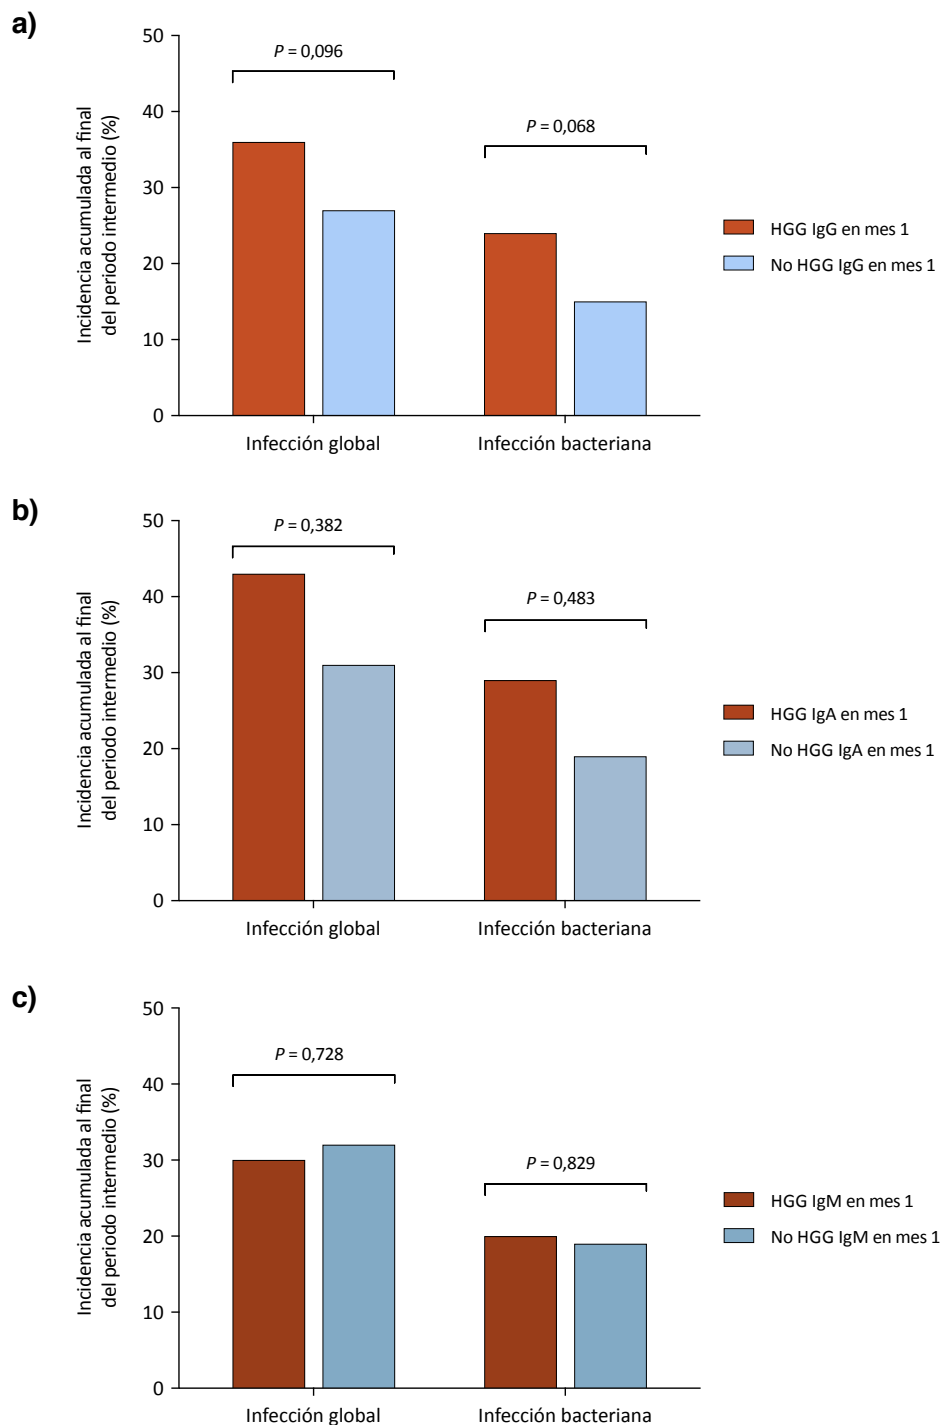 a)
50
40
30
20
10
0
Incidencia acumulada al final
del periodo intermedio (%)
P = 0,096
P = 0,068
Infección global
Infección bacteriana
HGG IgG en mes 1
No HGG IgG en mes 1
b)
50
40
30
20
10
0
Incidencia acumulada al final
del periodo intermedio (%)
P = 0,382
P = 0,483
Infección global
Infección bacteriana
HGG IgA en mes 1
No HGG IgA en mes 1
c)
50
40
30
20
10
0
Incidencia acumulada al final
del periodo intermedio (%)
P = 0,728
P = 0,829
Infección global
Infección bacteriana
HGG IgM en mes 1
No HGG IgM en mes 1